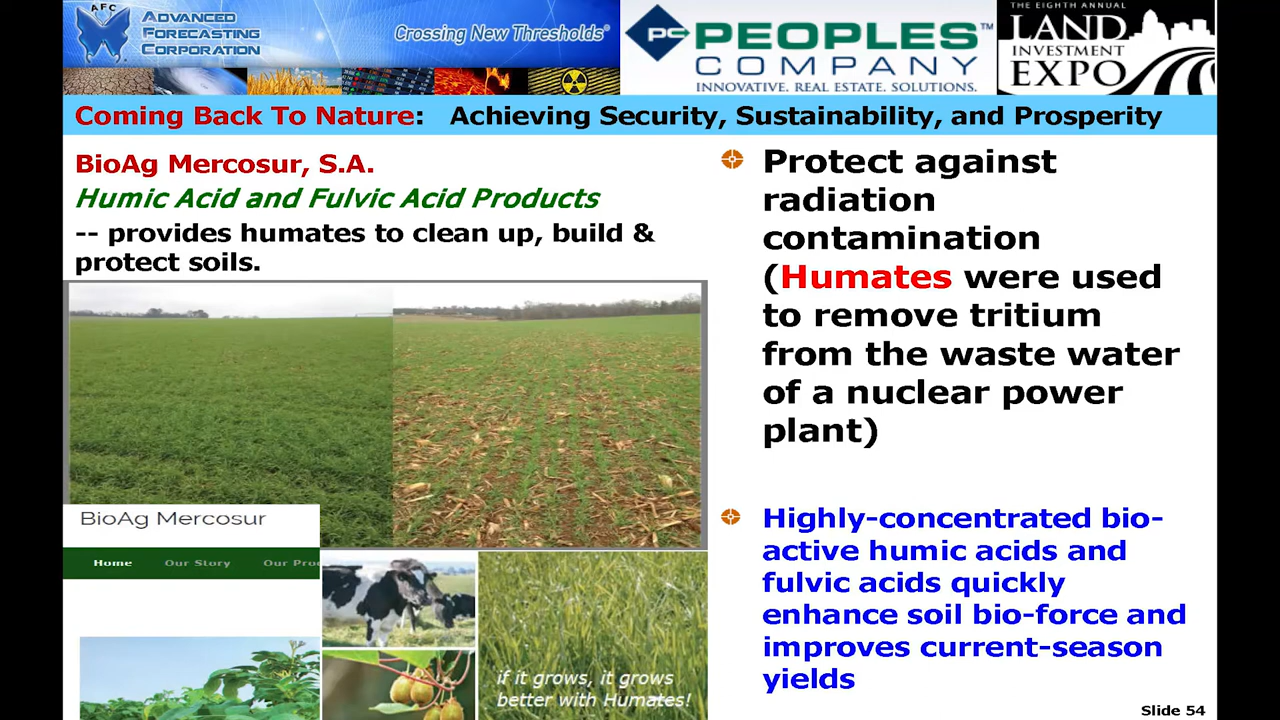 AFC
ADVANCED
FORECASTING
CORPORATION
Crossing New Thresholds®
PC PEOPLES™
COMPANY
INNOVATIVE. REAL ESTATE. SOLUTIONS.
THE EIGHTH ANNUAL
LAND
INVESTMENT
EXPO
Coming Back To Nature: Achieving Security, Sustainability, and Prosperity
BioAg Mercosur, S.A.
Humic Acid and Fulvic Acid Products
-- provides humates to clean up, build &
protect soils.
BioAg Mercosur
Home Our Story Our Pro
if it grows, it grows
better with Humates!
Protect against
radiation
contamination
(Humates were used
to remove tritium
from the waste water
of a nuclear power
plant)
Highly-concentrated bio-
active humic acids and
fulvic acids quickly
enhance soil bio-force and
improves current-season
yields
Slide 54